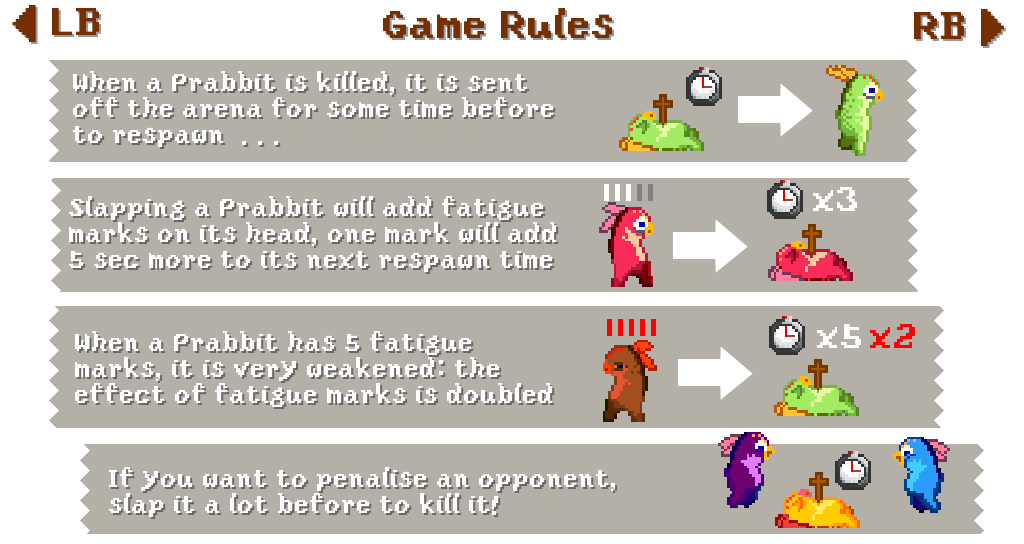 LB
Game Rules
RB
When a Prabbit is killed, it is sent
off the arena for some time before
to respawn ...
Slapping a Prabbit will add fatigue
marks on its head, one mark will add
5 sec more to its next respawn time
x3
When a Prabbit has 5 fatigue
marks, it is very weakened: the
effect of fatigue marks is doubled
x5 x2
If you want to penalise an opponent,
slap it a lot before to kill it!